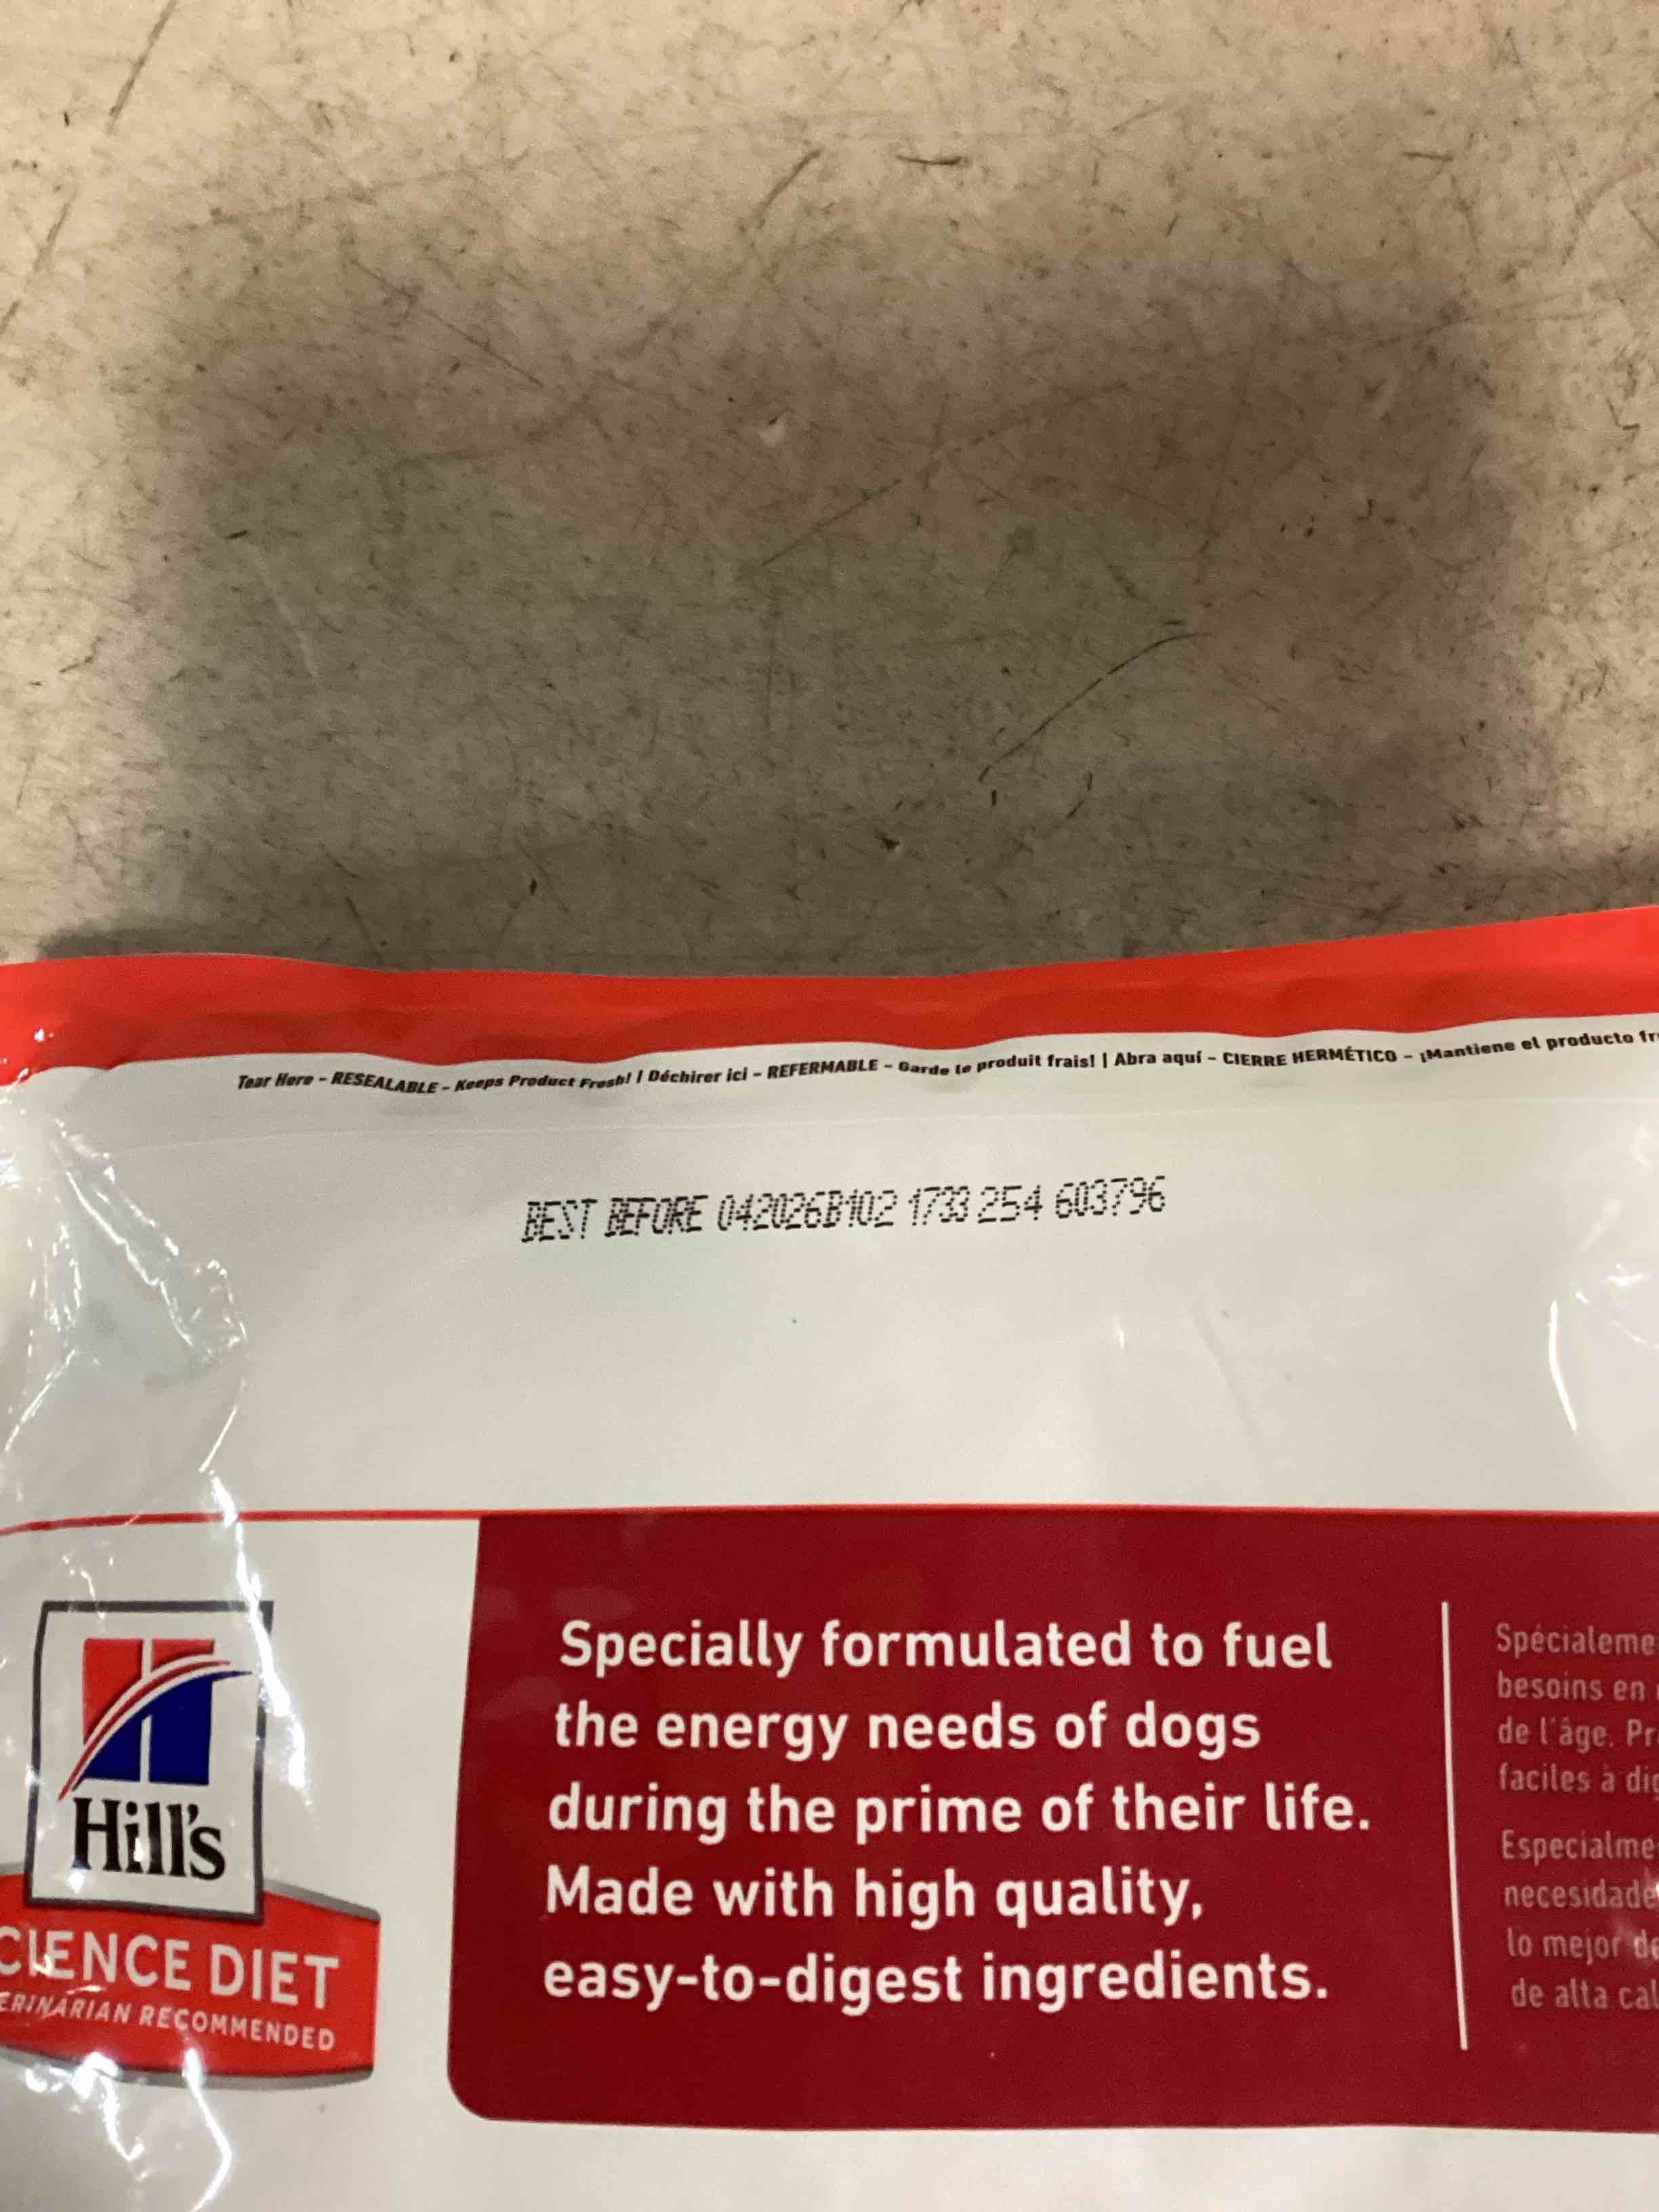 Tear Here - RESEALABLE - Keeps Product Fresh! | Déchirer ici - REFERMABLE - Garde le produit frais! | Abra aquí - CIERRE HERMÉTICO - ¡Mantiene el producto fr
BEST BEFORE 042026B102 1733 254 603796
Hill's
CIENCE DIET
ERINARIAN RECOMMENDED
Specially formulated to fuel
the energy needs of dogs
during the prime of their life.
Made with high quality,
easy-to-digest ingredients.
Spécialeme
besoins en
de l'âge. Pr
faciles à dig
Especialme
necesidade
lo mejor de
de alta cal